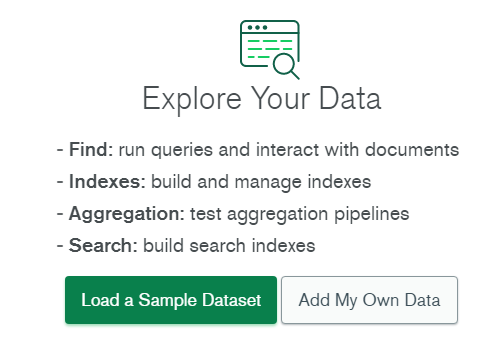 Explore Your Data
- Find: run queries and interact with documents
- Indexes: build and manage indexes
- Aggregation: test aggregation pipelines
- Search: build search indexes
Load a Sample Dataset
Add My Own Data